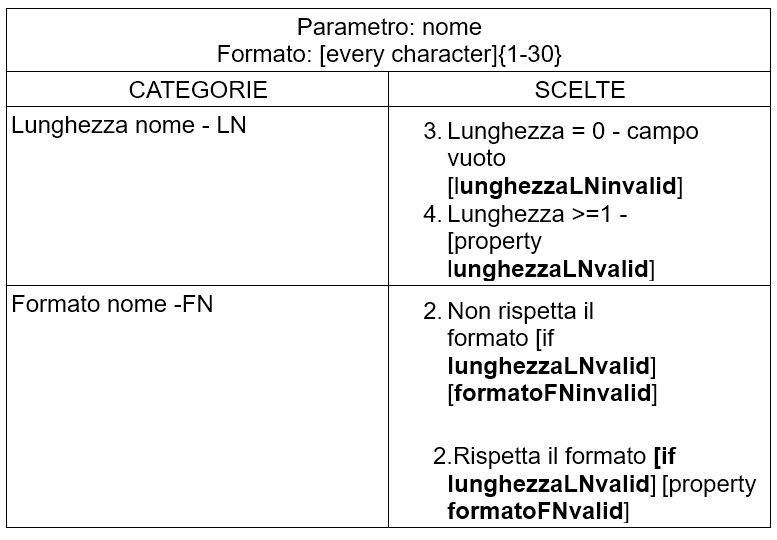 Parametro: nome
Formato: [every character]{1-30}
CATEGORIE
SCELTE
Lunghezza nome - LN
3. Lunghezza = 0 - campo
vuoto
[lunghezzaLNinvalid]
4. Lunghezza >=1 -
[property
lunghezzaLNvalid]
Formato nome -FN
2. Non rispetta il
formato [if
lunghezzaLNvalid]
[formatoFNinvalid]
2.Rispetta il formato [if
lunghezzaLNvalid] [property
formatoFNvalid]